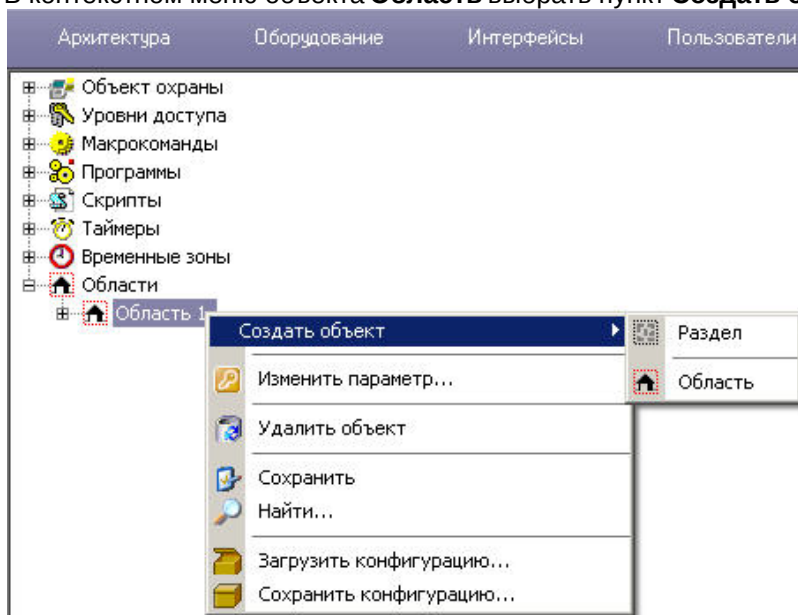 В контекстном меню объекта Область выбрать пункт Создать
Архитектура Оборудование Интерфейсы Пользователи
Объект охраны
Уровни доступа
Макрокоманды
Программы
Скрипты
Таймеры
Временные зоны
Области
Область 1
Создать объект
Раздел
Область
Изменить параметр...
Удалить объект
Сохранить
Найти...
Загрузить конфигурацию...
Сохранить конфигурацию...